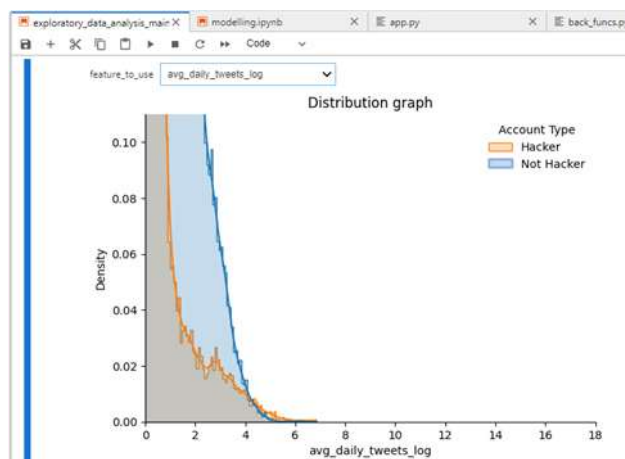 exploratory_data_analysis_main
modelling.ipynb
app.py
back_funcs.py
Code
feature_to_use
avg_daily_tweets_log
Distribution graph
Account Type
Hacker
Not Hacker
Density
0.10
0.08
0.06
0.04
0.02
0.00
0 2 4 6 8 10 12 14 16 18
avg_daily_tweets_log